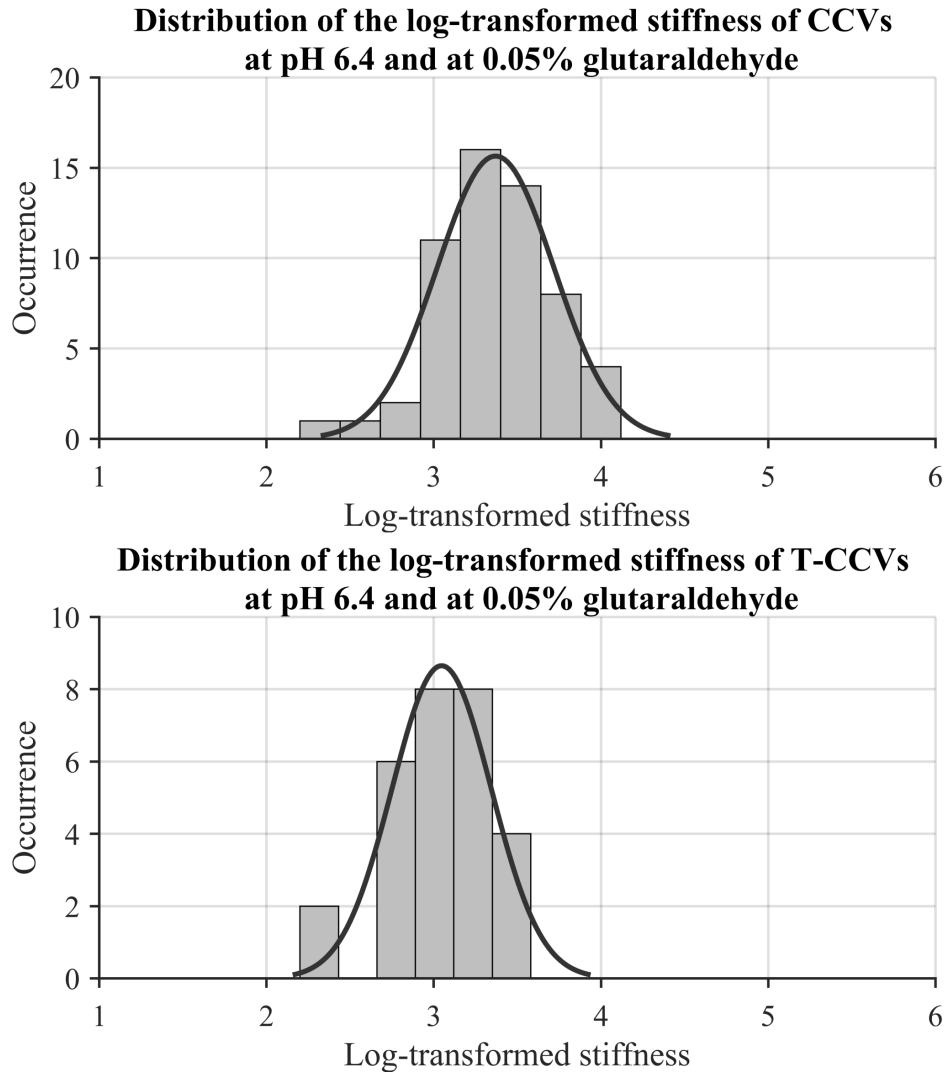 Distribution of the log-transformed stiffness of CCVs
at pH 6.4 and at 0.05% glutaraldehyde
20
15
10
5
0
Occurrence
1 2 3 4 5 6
Log-transformed stiffness
Distribution of the log-transformed stiffness of T-CCVs
at pH 6.4 and at 0.05% glutaraldehyde
10
8
6
4
2
0
Occurrence
1 2 3 4 5 6
Log-transformed stiffness